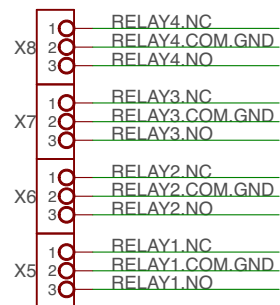 X8
1 RELAY4.NC
2 RELAY4.COM.GND
3 RELAY4.NO
X7
1 RELAY3.NC
2 RELAY3.COM.GND
3 RELAY3.NO
X6
1 RELAY2.NC
2 RELAY2.COM.GND
3 RELAY2.NO
X5
1 RELAY1.NC
2 RELAY1.COM.GND
3 RELAY1.NO